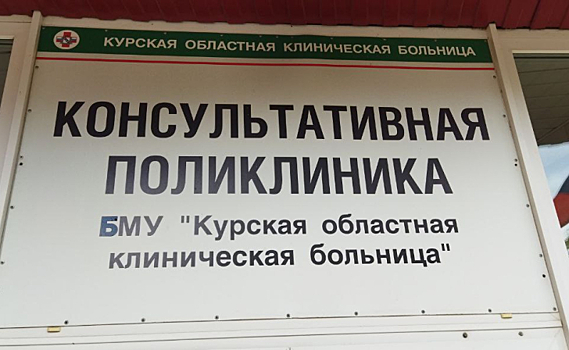 КУРСКАЯ ОБЛАСТНАЯ КЛИНИЧЕСКАЯ БОЛЬНИЦА
КОНСУЛЬТАТИВНАЯ
ПОЛИКЛИНИКА
БМУ "Курская областная
клиническая больница"